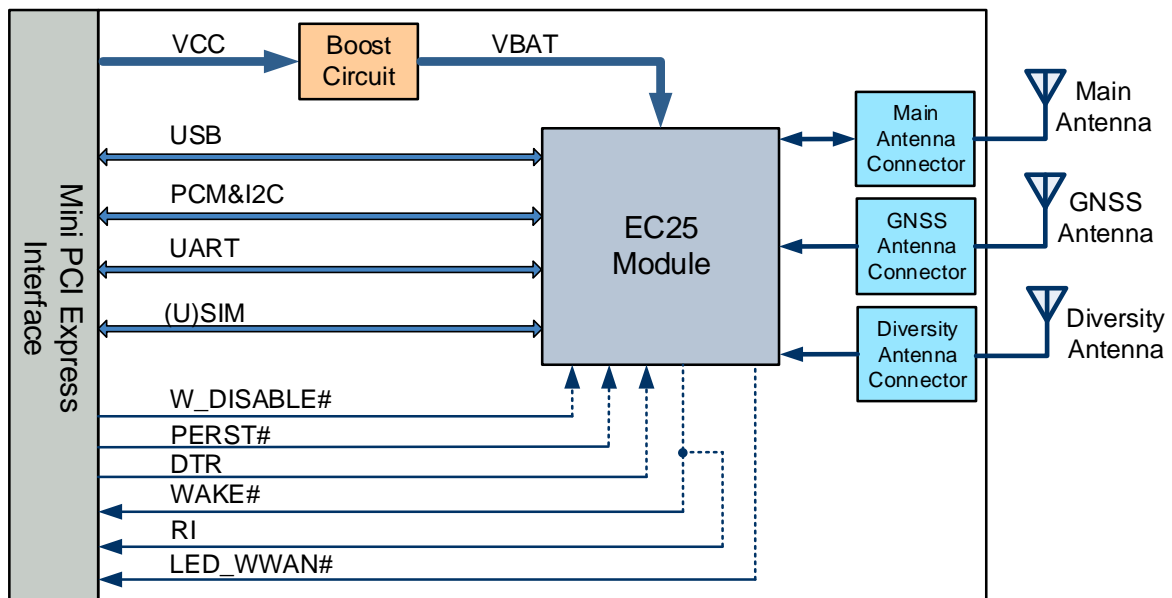 VCC
Boost
Circuit
VBAT
Main
Antenna
Connector
Main
Antenna
USB
PCM&I2C
UART
(U)SIM
Mini PCI Express
Interface
EC25
Module
GNSS
Antenna
Connector
GNSS
Antenna
Diversity
Antenna
Connector
Diversity
Antenna
W_DISABLE#
PERST#
DTR
WAKE#
RI
LED_WWAN#